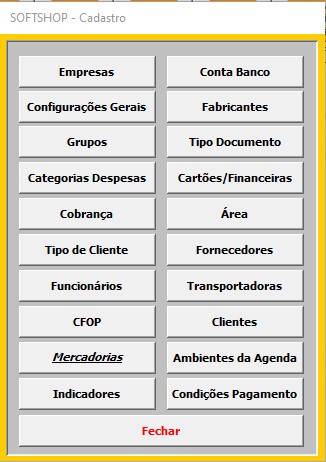 SOFTSHOP - Cadastro
Empresas
Conta Banco
Configurações Gerais
Fabricantes
Grupos
Tipo Documento
Categorias Despesas
Cartões/Financeiras
Cobrança
Área
Tipo de Cliente
Fornecedores
Funcionários
Transportadoras
CFOP
Clientes
Mercadorias
Ambientes da Agenda
Indicadores
Condições Pagamento
Fechar